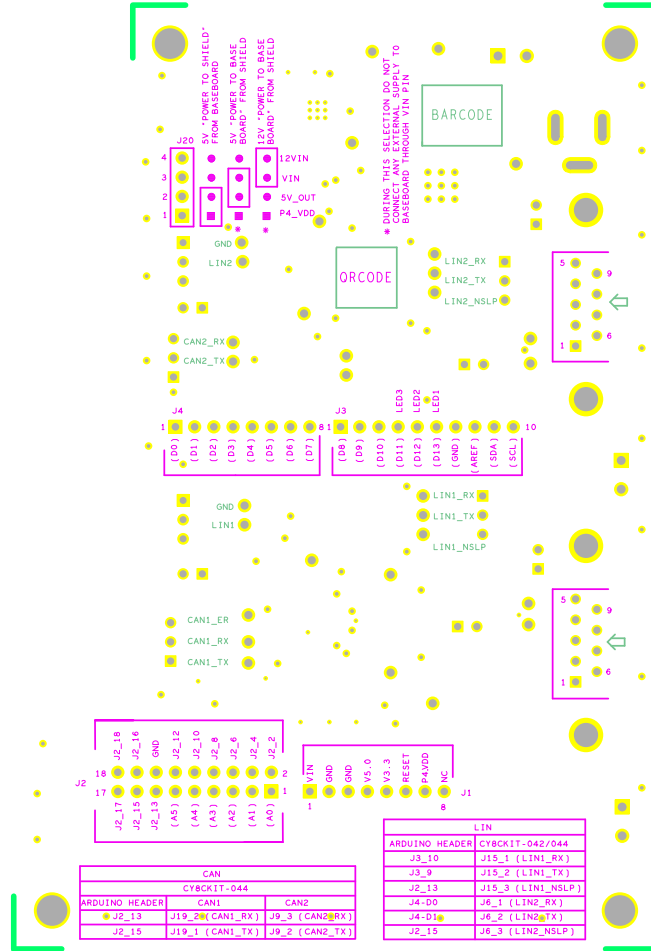 5V "POWER TO SHIELD"
FROM BASEBOARD
5V "POWER TO BASE
BOARD" FROM SHIELD
12V "POWER TO BASE
BOARD" FROM SHIELD
* DURING THIS SELECTION DO NOT
CONNECT ANY EXTERNAL SUPPLY TO
BASEBOARD THROUGH VIN PIN
BARCODE
J20
4
3
2
1
12VIN
VIN
5V_OUT
P4_VDD
* *
GND
LIN2
QRCODE
LIN2_RX
LIN2_TX
LIN2_NSLP
5
9
1
6
CAN2_RX
CAN2_TX
LED3
LED2
LED1
J4
1
8
(D0)
(D1)
(D2)
(D3)
(D4)
(D5)
(D6)
(D7)
J3
1
10
(D8)
(D9)
(D10)
(D11)
(D12)
(D13)
(GND)
(AREF)
(SDA)
(SCL)
GND
LIN1
LIN1_RX
LIN1_TX
LIN1_NSLP
5
9
1
6
CAN1_ER
CAN1_RX
CAN1_TX
J2
J2_18
J2_16
GND
J2_12
J2_10
J2_8
J2_6
J2_4
J2_2
18
2
17
1
J2_17
J2_15
J2_13
(A5)
(A4)
(A3)
(A2)
(A1)
(A0)
VIN
GND
GND
V5.0
V3.3
RESET
P4.VDD
NC
1
8
J1
LIN
ARDUINO HEADER CY8CKIT-042/044
J3_10 J15_1 (LIN1_RX)
J3_9 J15_2 (LIN1_TX)
J2_13 J15_3 (LIN1_NSLP)
J4-D0 J6_1 (LIN2_RX)
J4-D1 J6_2 (LIN2_TX)
J2_15 J6_3 (LIN2_NSLP)
CAN
CY8CKIT-044
ARDUINO HEADER CAN1 CAN2
J2_13 J19_2 (CAN1_RX) J9_3 (CAN2_RX)
J2_15 J19_1 (CAN1_TX) J9_2 (CAN2_TX)